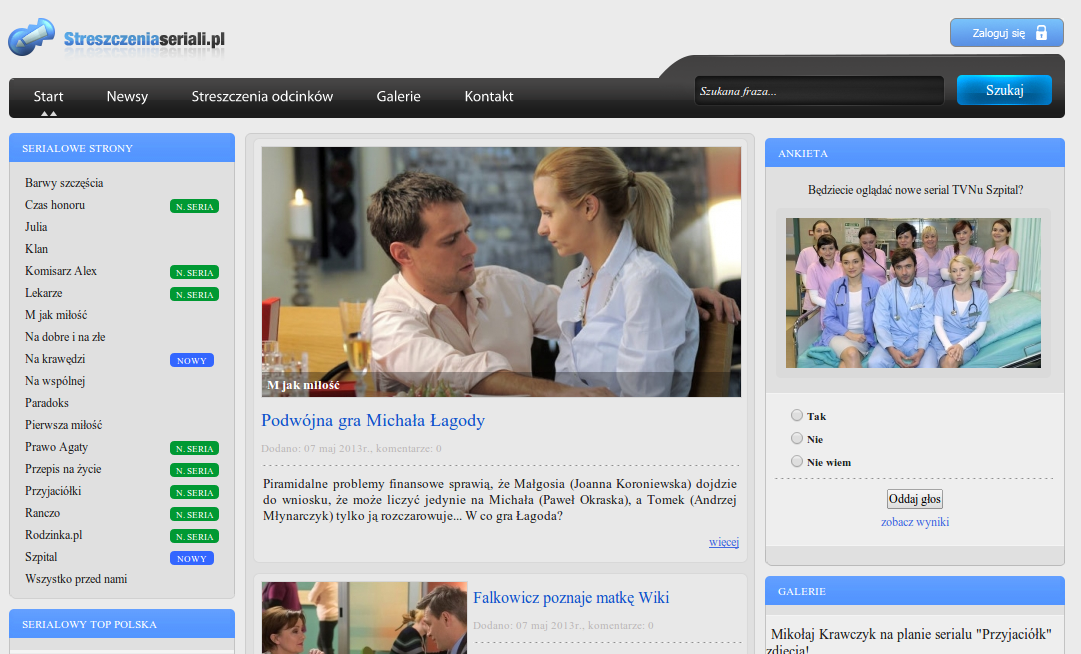 Streszczeniaseriali.pl
Zaloguj się
Start Newsy Streszczenia odcinków Galerie Kontakt
Szukana fraza...
Szukaj
SERIALOWE STRONY
Barwy szczęścia
Czas honoru N. SERIA
Julia
Klan
Komisarz Alex N. SERIA
Lekarze N. SERIA
M jak miłość
Na dobre i na złe
Na krawędzi NOWY
Na wspólnej
Paradoks
Pierwsza miłość
Prawo Agaty N. SERIA
Przepis na życie N. SERIA
Przyjaciółki N. SERIA
Ranczo N. SERIA
Rodzinka.pl N. SERIA
Szpital NOWY
Wszystko przed nami
SERIALOWY TOP POLSKA
M jak miłość
Podwójna gra Michała Łagody
Dodano: 07 maj 2013r., komentarze: 0
Piramidalne problemy finansowe sprawią, że Małgosia (Joanna Koroniewska) dojdzie
do wniosku, że może liczyć jedynie na Michała (Paweł Okraska), a Tomek (Andrzej
Młynarczyk) tylko ją rozczarowuje... W co gra Łagoda?
więcej
Falkowicz poznaje matkę Wiki
Dodano: 07 maj 2013r., komentarze: 0
ANKIETA
Będziecie oglądać nowe serial TVNu Szpital?
Tak
Nie
Nie wiem
Oddaj głos
zobacz wyniki
GALERIE
Mikołaj Krawczyk na planie serialu "Przyjaciółk"
zdjęcia!